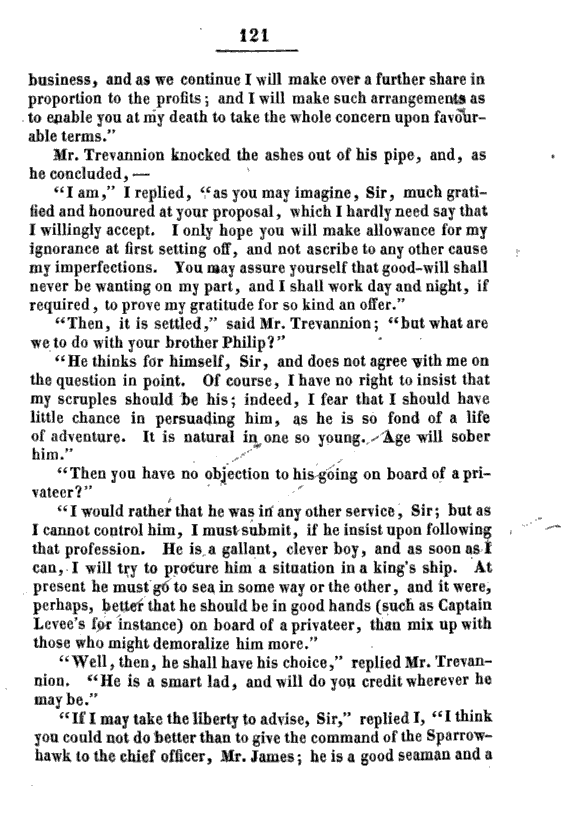 121
business, and as we continue I will make over a further share in
proportion to the profits; and I will make such arrangements as
to enable you at my death to take the whole concern upon favour-
able terms.”
Mr. Trevannion knocked the ashes out of his pipe, and, as
he concluded, —
“I am,” I replied, “as you may imagine, Sir, much grati-
fied and honoured at your proposal, which I hardly need say that
I willingly accept. I only hope you will make allowance for my
ignorance at first setting off, and not ascribe to any other cause
my imperfections. You may assure yourself that good-will shall
never be wanting on my part, and I shall work day and night, if
required, to prove my gratitude for so kind an offer.”
“Then, it is settled,” said Mr. Trevannion; “but what are
we to do with your brother Philip?”
“He thinks for himself, Sir, and does not agree with me on
the question in point. Of course, I have no right to insist that
my scruples should be his; indeed, I fear that I should have
little chance in persuading him, as he is so fond of a life
of adventure. It is natural in one so young. Age will sober
him.”
“Then you have no objection to his going on board of a pri-
vateer?”
“I would rather that he was in any other service, Sir; but as
I cannot control him, I must submit, if he insist upon following
that profession. He is a gallant, clever boy, and as soon as I
can, I will try to procure him a situation in a king’s ship. At
present he must go to sea in some way or the other, and it were,
perhaps, better that he should be in good hands (such as Captain
Levee’s for instance) on board of a privateer, than mix up with
those who might demoralize him more.”
“Well, then, he shall have his choice,” replied Mr. Trevan-
nion. “He is a smart lad, and will do you credit wherever he
may be.”
“If I may take the liberty to advise, Sir,” replied I, “I think
you could not do better than to give the command of the Sparrow-
hawk to the chief officer, Mr. James; he is a good seaman and a